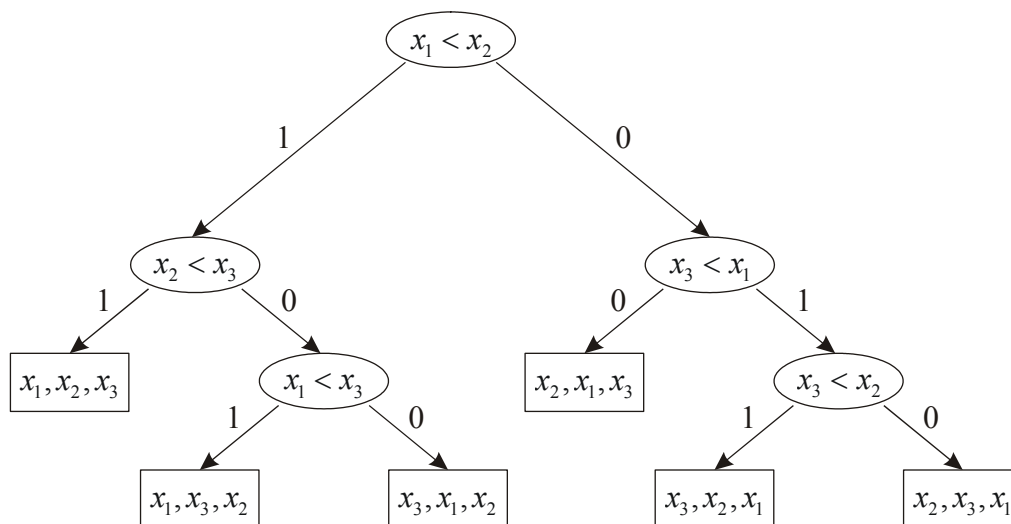 x₁ < x₂
1 0
x₂ < x₃ x₃ < x₁
1 0 0 1
x₁, x₂, x₃ x₁ < x₃ x₂, x₁, x₃ x₃ < x₂
1 0 1 0
x₁, x₃, x₂ x₃, x₁, x₂ x₃, x₂, x₁ x₂, x₃, x₁